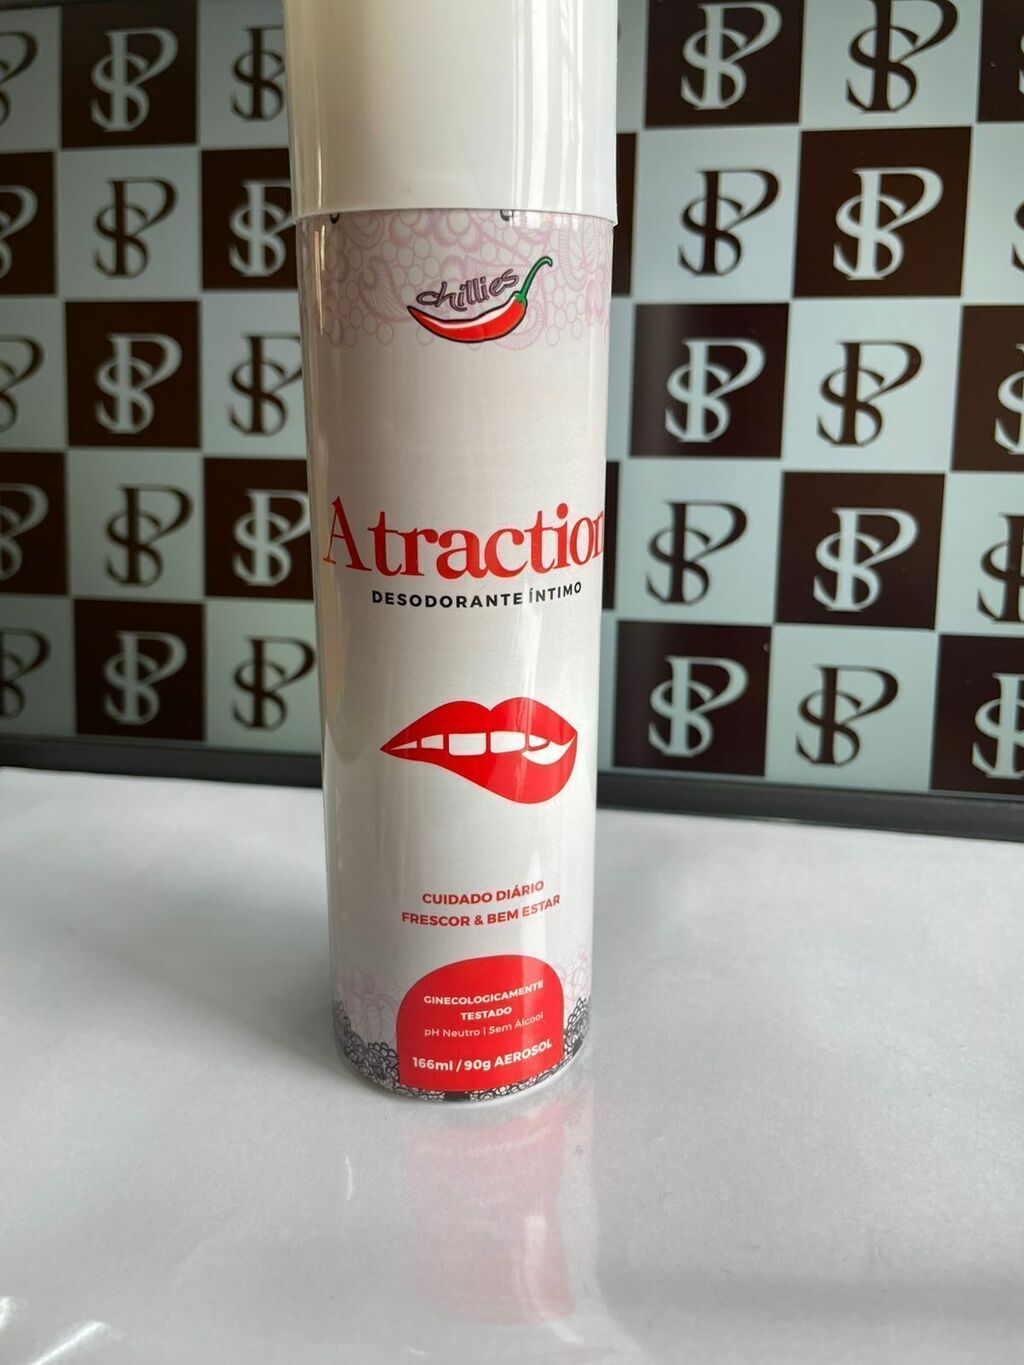 chillies
Atraction
DESODORANTE ÍNTIMO
CUIDADO DIÁRIO
FRESCOR & BEM ESTAR
GINECOLOGICAMENTE
TESTADO
pH Neutro | Sem Álcool
166ml / 90g AEROSOL